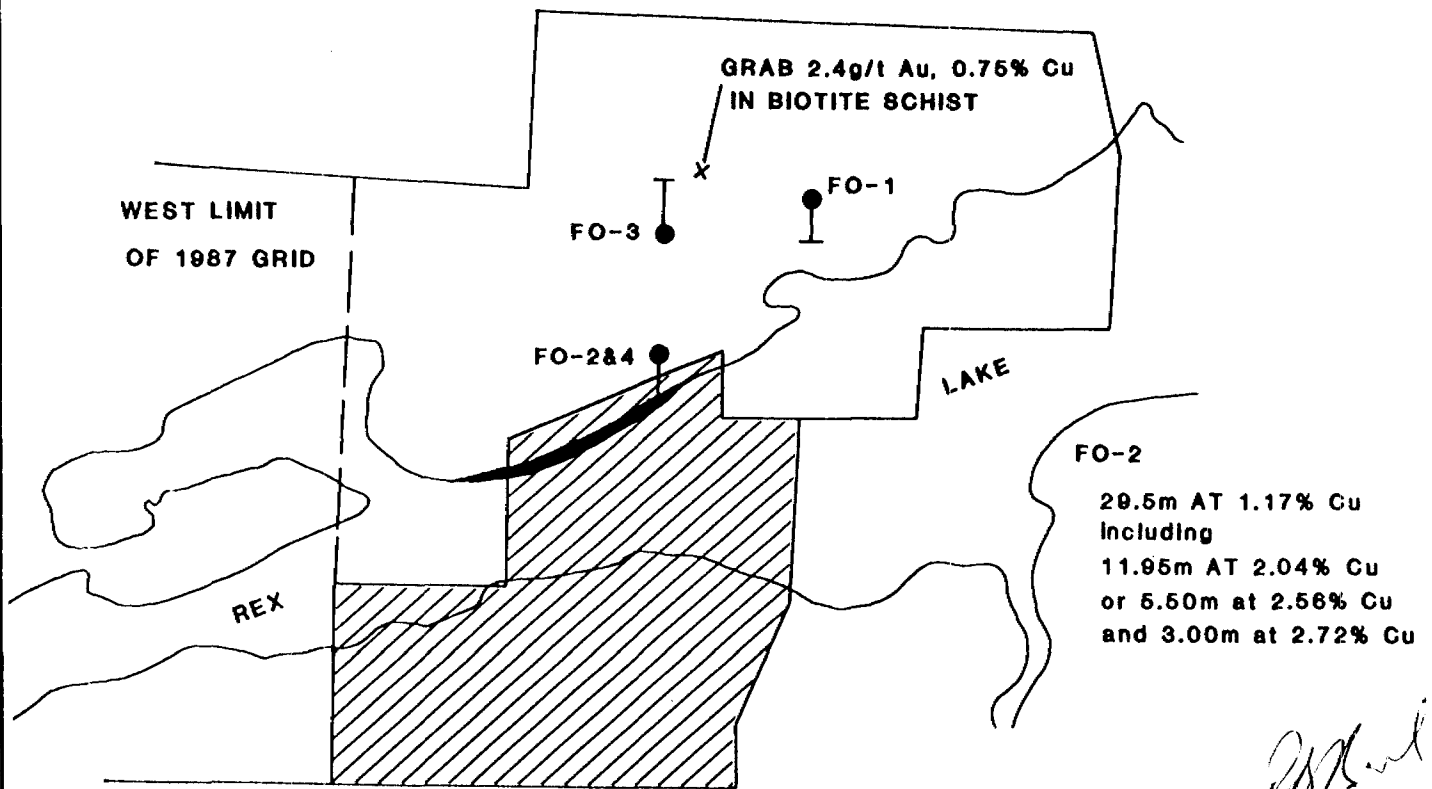 GRAB 2.4g/t Au, 0.75% Cu
IN BIOTITE SCHIST
x
FO-1
WEST LIMIT
OF 1987 GRID
FO-3
FO-2&4
LAKE
REX
FO-2
29.5m AT 1.17% Cu
including
11.95m AT 2.04% Cu
or 5.50m at 2.56% Cu
and 3.00m at 2.72% Cu